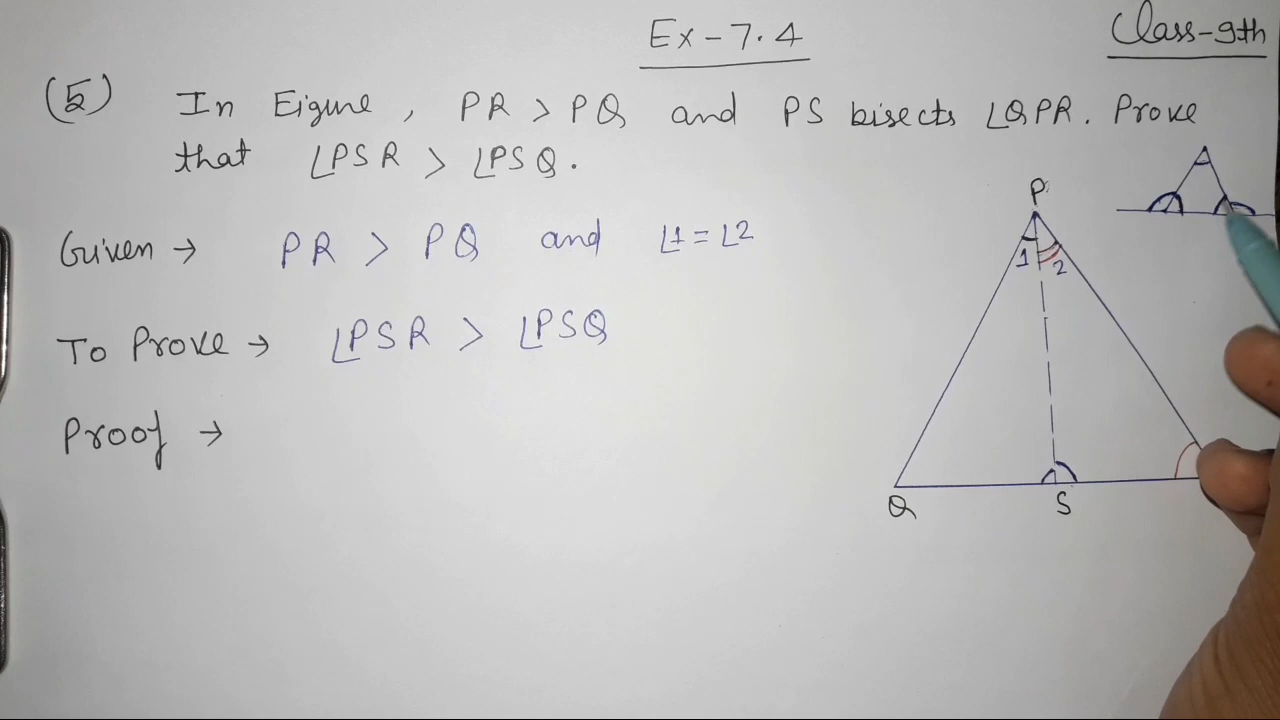 Ex-7.4
Class-9th
(5) In Figure, PR > PQ and PS bisects ∠QPR. Prove
that ∠PSR > ∠PSQ.
Given → PR > PQ and ∠1 = ∠2
To Prove → ∠PSR > ∠PSQ
Proof →
P
1 2
Q S